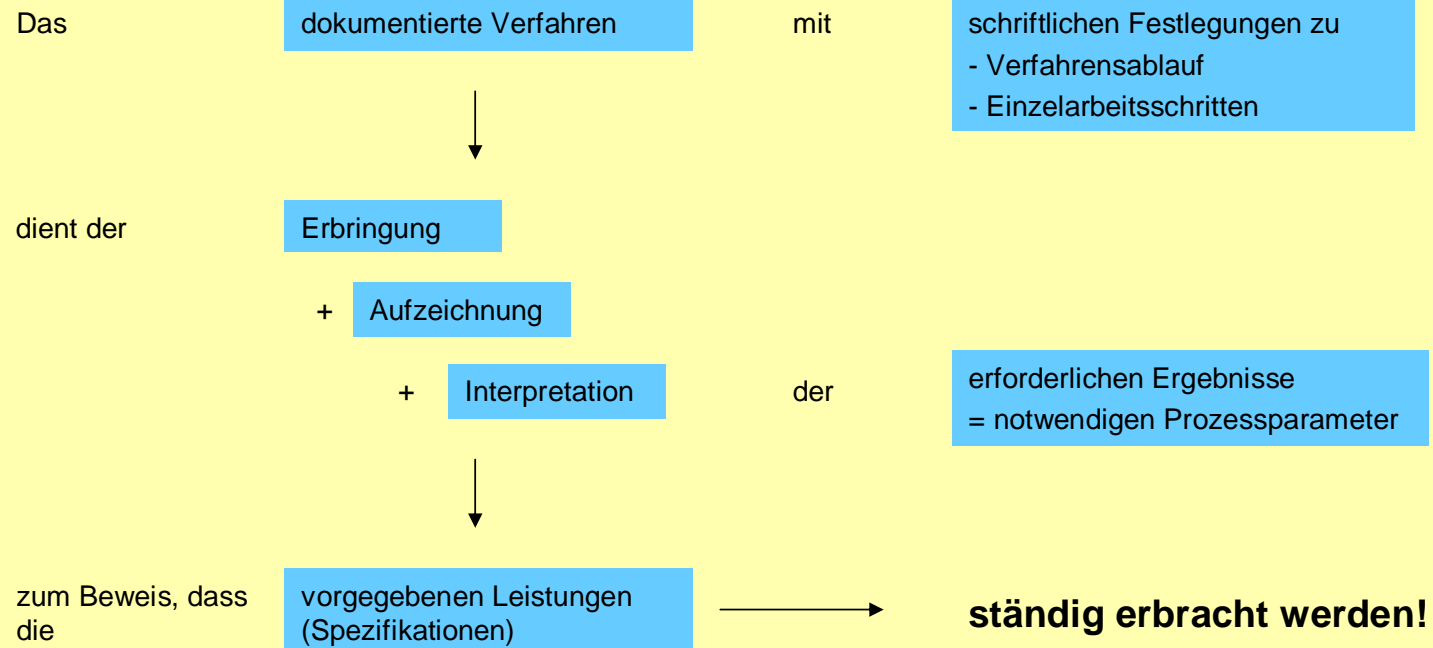 Das dokumentierte Verfahren mit schriftlichen Festlegungen zu
- Verfahrensablauf
- Einzelarbeitsschritten
dient der Erbringung
+ Aufzeichnung
+ Interpretation der erforderlichen Ergebnisse
= notwendigen Prozessparameter
zum Beweis, dass
die
vorgegebenen Leistungen
(Spezifikationen)
ständig erbracht werden!